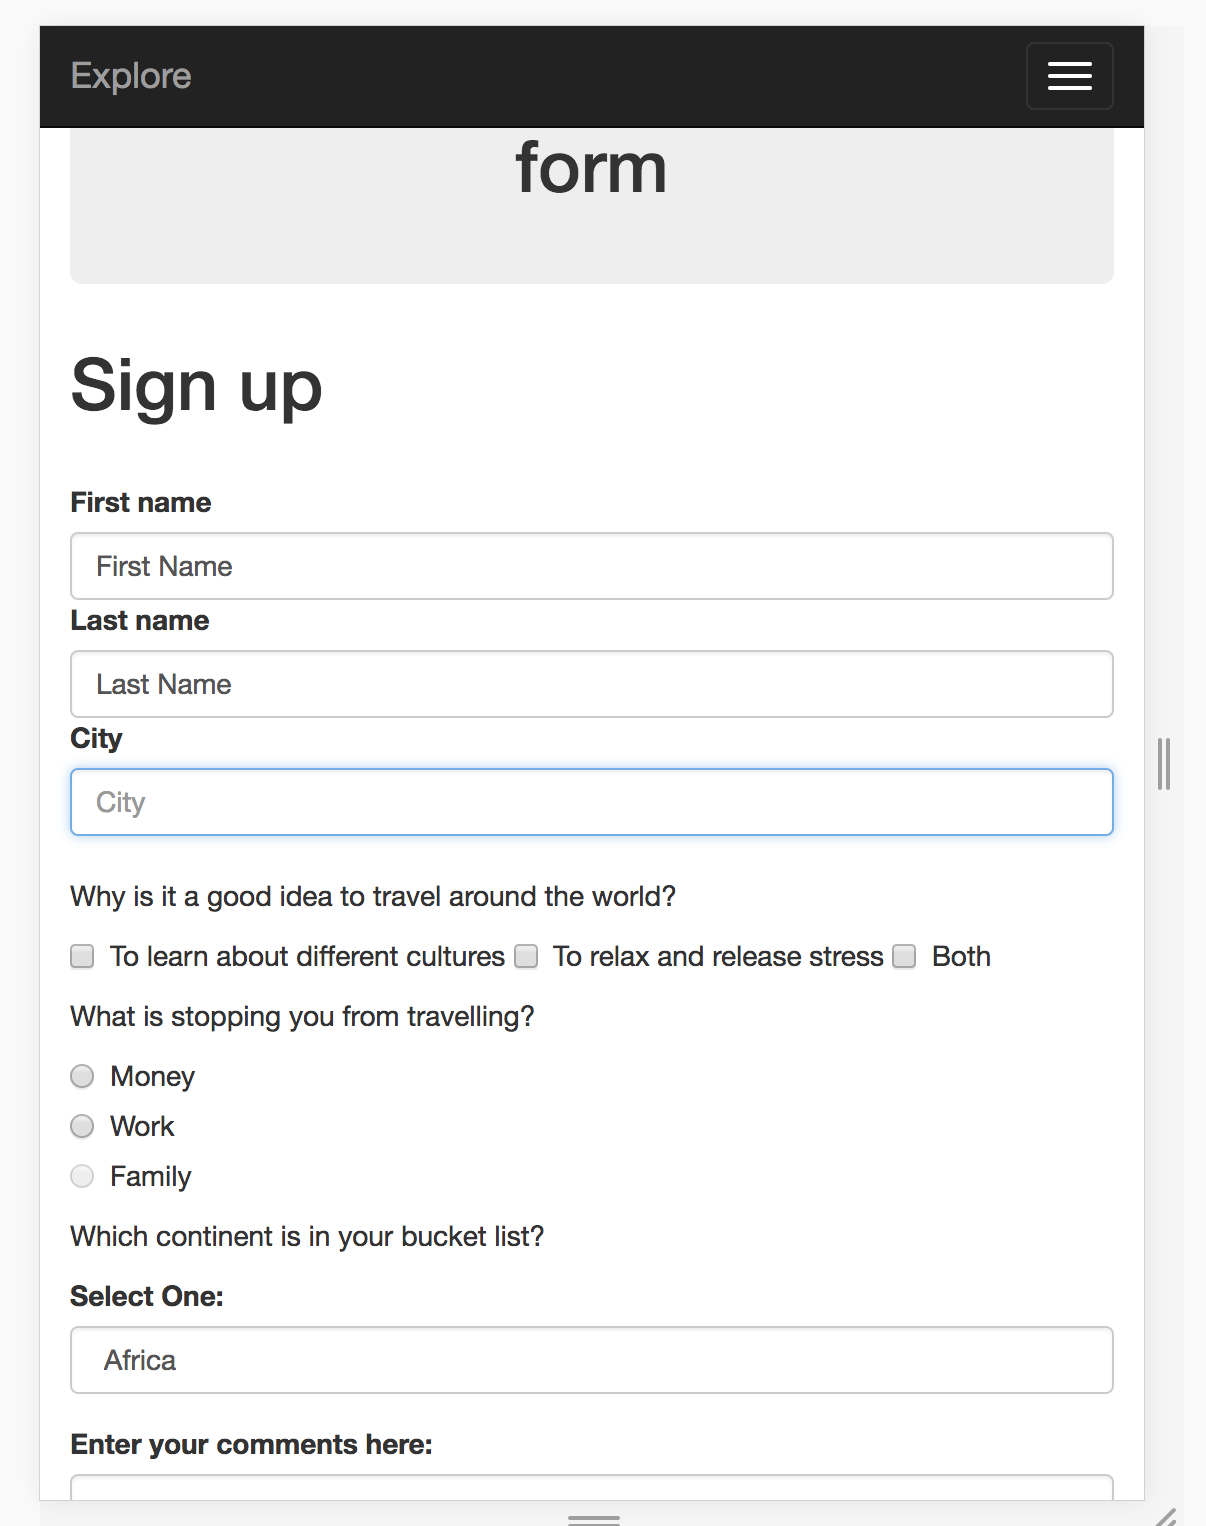 Explore
form
Sign up
First name
First Name
Last name
Last Name
City
City
Why is it a good idea to travel around the world?
To learn about different cultures To relax and release stress Both
What is stopping you from travelling?
Money
Work
Family
Which continent is in your bucket list?
Select One:
Africa
Enter your comments here: